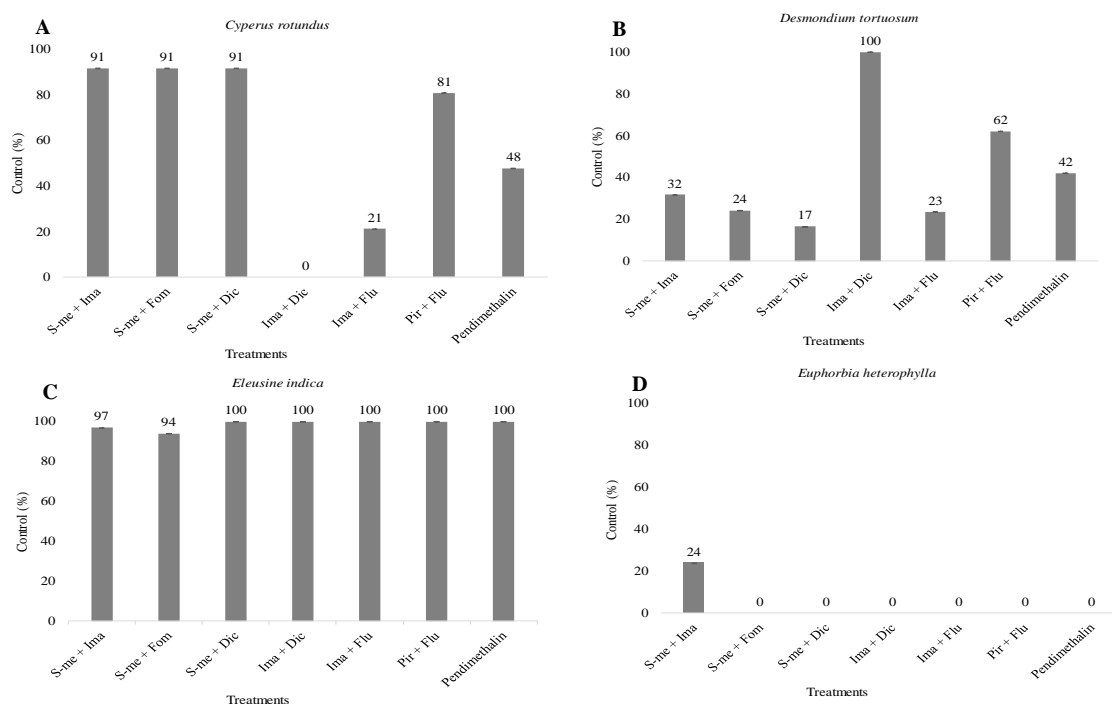 A
Cyperus rotundus
100
80
60
40
20
0
Control (%)
91
91
91
0
21
81
48
S-me + Ima
S-me + Fom
S-me + Dic
Ima + Dic
Ima + Flu
Pir + Flu
Pendimethalin
Treatments
B
Desmondium tortuosum
100
80
60
40
20
0
Control (%)
32
24
17
100
23
62
42
S-me + Ima
S-me + Fom
S-me + Dic
Ima + Dic
Ima + Flu
Pir + Flu
Pendimethalin
Treatments
C
Eleusine indica
100
80
60
40
20
0
Control (%)
97
94
100
100
100
100
100
S-me + Ima
S-me + Fom
S-me + Dic
Ima + Dic
Ima + Flu
Pir + Flu
Pendimethalin
Treatments
D
Euphorbia heterophylla
100
80
60
40
20
0
Control (%)
24
0
0
0
0
0
0
S-me + Ima
S-me + Fom
S-me + Dic
Ima + Dic
Ima + Flu
Pir + Flu
Pendimethalin
Treatments